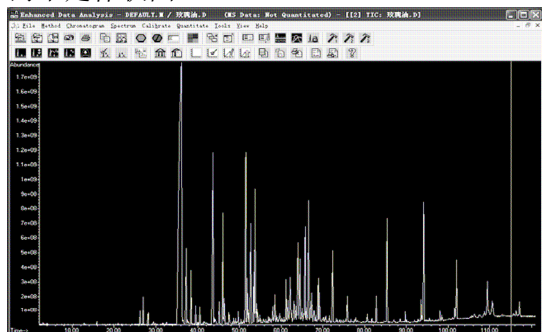 Enhanced Data Analysis - DEFAULT.M / 玫瑰油.D (MS Data: Not Quantitated) - [[2] TIC: 玫瑰油.D]
File Method Chromatogram Spectrum Calibrate Quantitate Tools View Help
Abundance
1.7e+09
1.6e+09
1.5e+09
1.4e+09
1.3e+09
1.2e+09
1.1e+09
1e+09
9e+08
8e+08
7e+08
6e+08
5e+08
4e+08
3e+08
2e+08
1e+08
Time--> 10.00 20.00 30.00 40.00 50.00 60.00 70.00 80.00 90.00 100.00 110.00